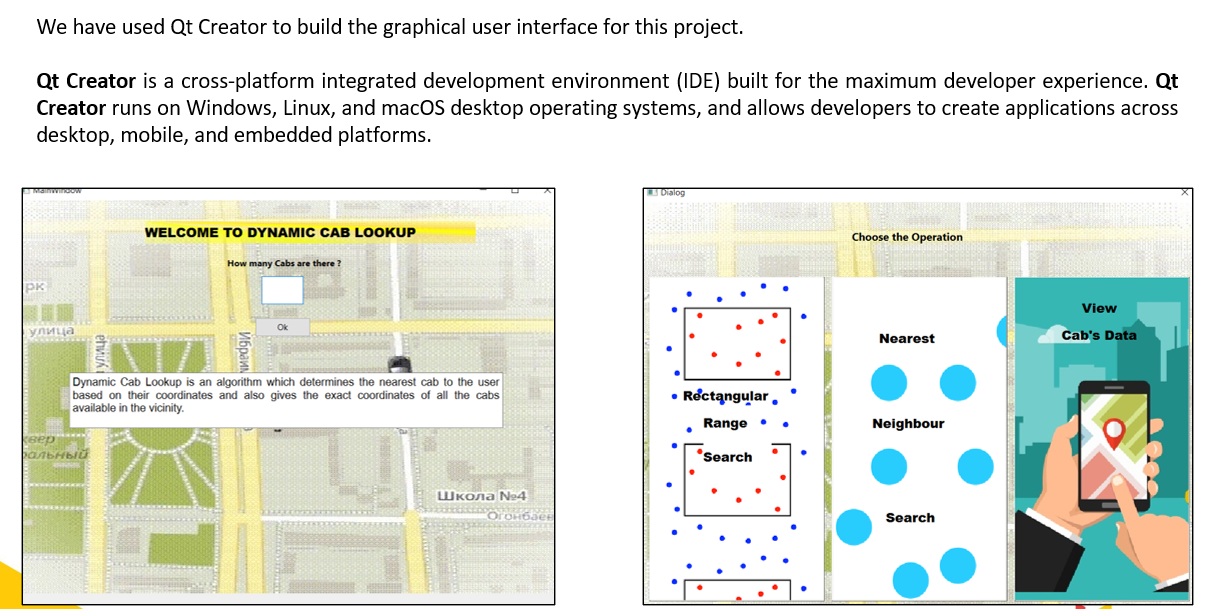 We have used Qt Creator to build the graphical user interface for this project.
Qt Creator is a cross-platform integrated development environment (IDE) built for the maximum developer experience. Qt
Creator runs on Windows, Linux, and macOS desktop operating systems, and allows developers to create applications across
desktop, mobile, and embedded platforms.
MainWindow
WELCOME TO DYNAMIC CAB LOOKUP
How many Cabs are there ?
рк
Ok
улица
улица
Ибраим
Dynamic Cab Lookup is an algorithm which determines the nearest cab to the user
based on their coordinates and also gives the exact coordinates of all the cabs
available in the vicinity.
квер
альный
Школа №4
Огонбаев
Dialog
Choose the Operation
Rectangular
Range
Search
Nearest
Neighbour
Search
View
Cab's Data